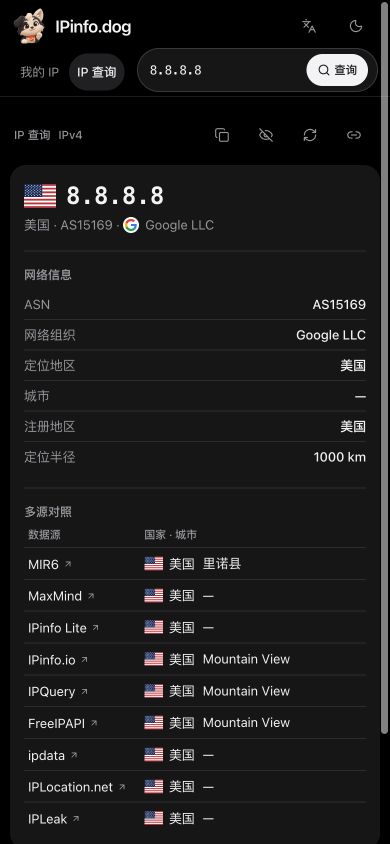 IPinfo.dog
我的 IP IP 查询 8.8.8.8 查询
IP 查询 IPv4
8.8.8.8
美国 · AS15169 · Google LLC
网络信息
ASN AS15169
网络组织 Google LLC
定位地区 美国
城市 —
注册地区 美国
定位半径 1000 km
多源对照
数据源 国家 · 城市
MIR6 ↗ 美国 里诺县
MaxMind ↗ 美国 —
IPinfo Lite ↗ 美国 —
IPinfo.io ↗ 美国 Mountain View
IPQuery ↗ 美国 Mountain View
FreeIPAPI ↗ 美国 Mountain View
ipdata ↗ 美国 —
IPLocation.net ↗ 美国 —
IPLeak ↗ 美国 —